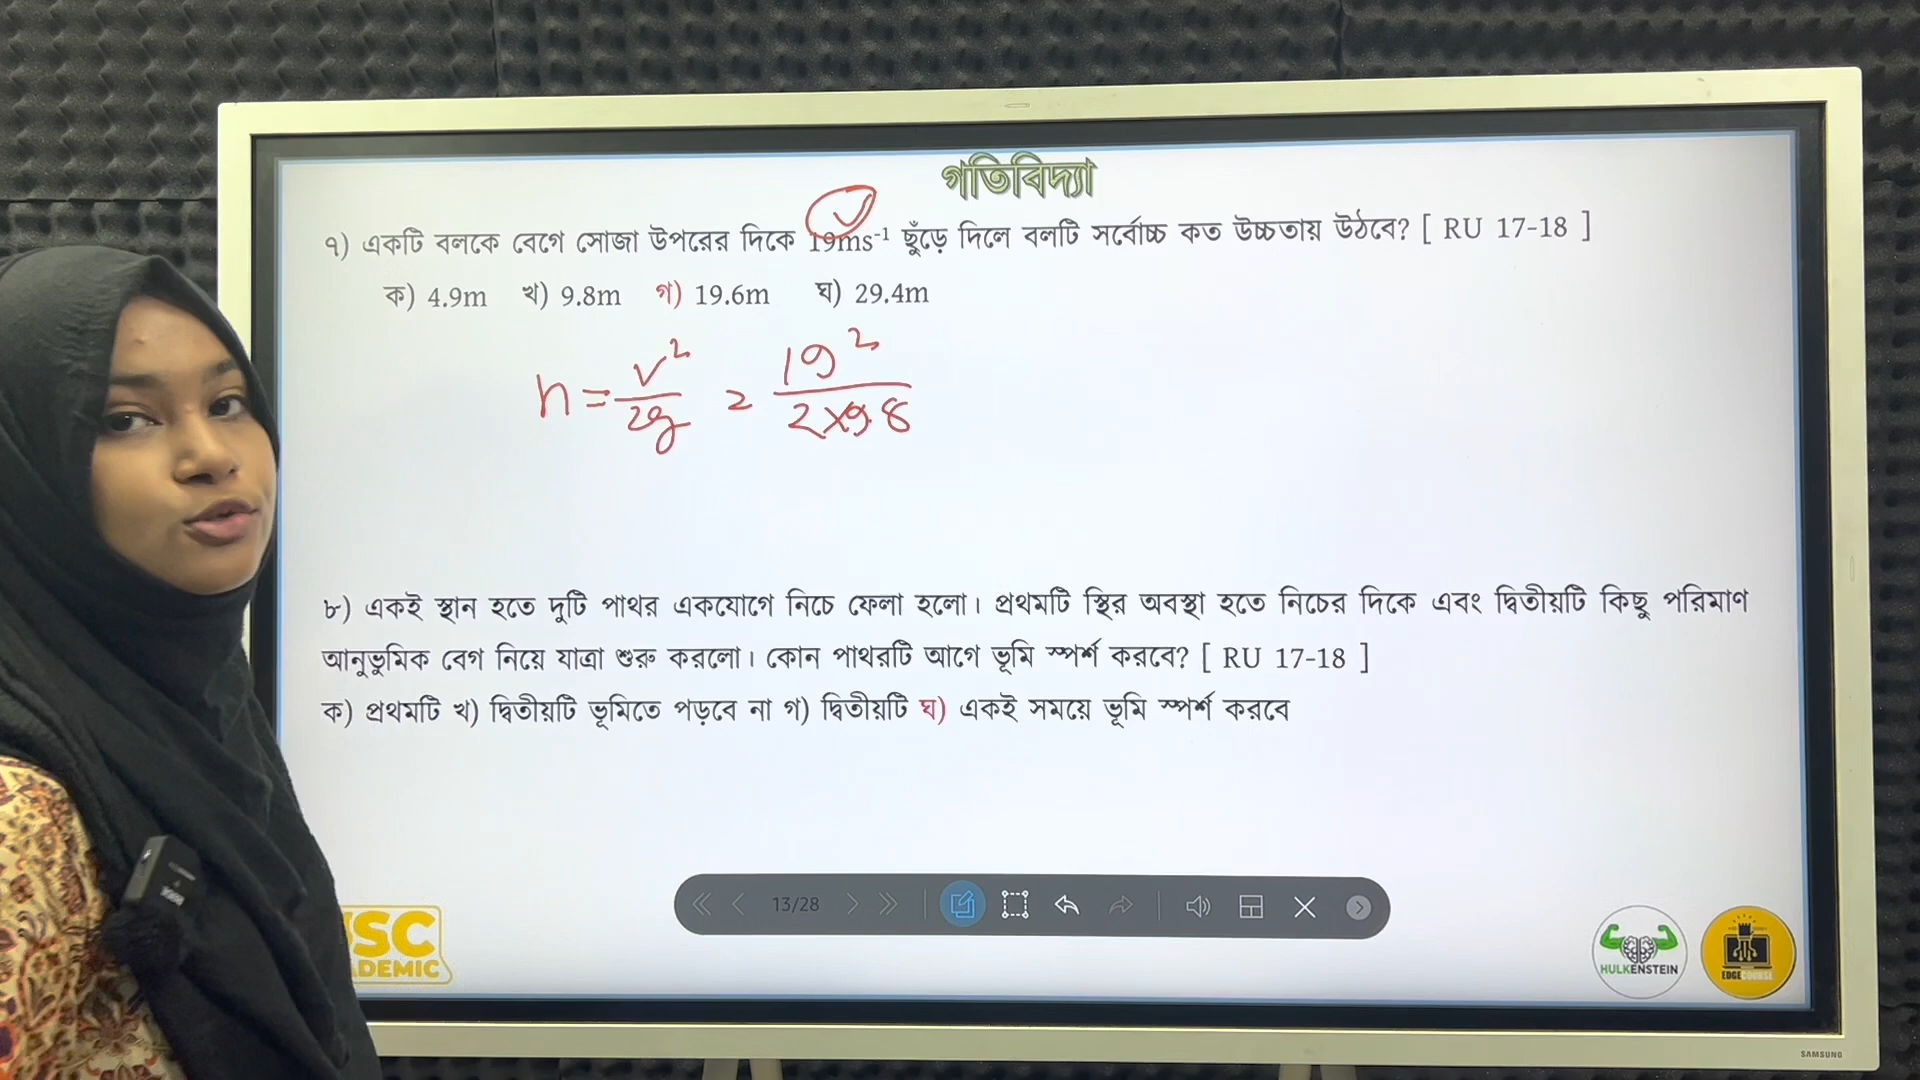 গতিবিদ্যা
৭) একটি বলকে বেগে সোজা উপরের দিকে 19ms⁻¹ ছুঁড়ে দিলে বলটি সর্বোচ্চ কত উচ্চতায় উঠবে? [ RU 17-18 ]
ক) 4.9m খ) 9.8m গ) 19.6m ঘ) 29.4m
h = v² / 2g = 19² / 2×9.8
৮) একই স্থান হতে দুটি পাথর একযোগে নিচে ফেলা হলো। প্রথমটি স্থির অবস্থা হতে নিচের দিকে এবং দ্বিতীয়টি কিছু পরিমাণ
আনুভূমিক বেগ নিয়ে যাত্রা শুরু করলো। কোন পাথরটি আগে ভূমি স্পর্শ করবে? [ RU 17-18 ]
ক) প্রথমটি খ) দ্বিতীয়টি ভূমিতে পড়বে না গ) দ্বিতীয়টি ঘ) একই সময়ে ভূমি স্পর্শ করবে
13/28
SC
ADEMIC
HULKENSTEIN
EDGECOURSE
SAMSUNG